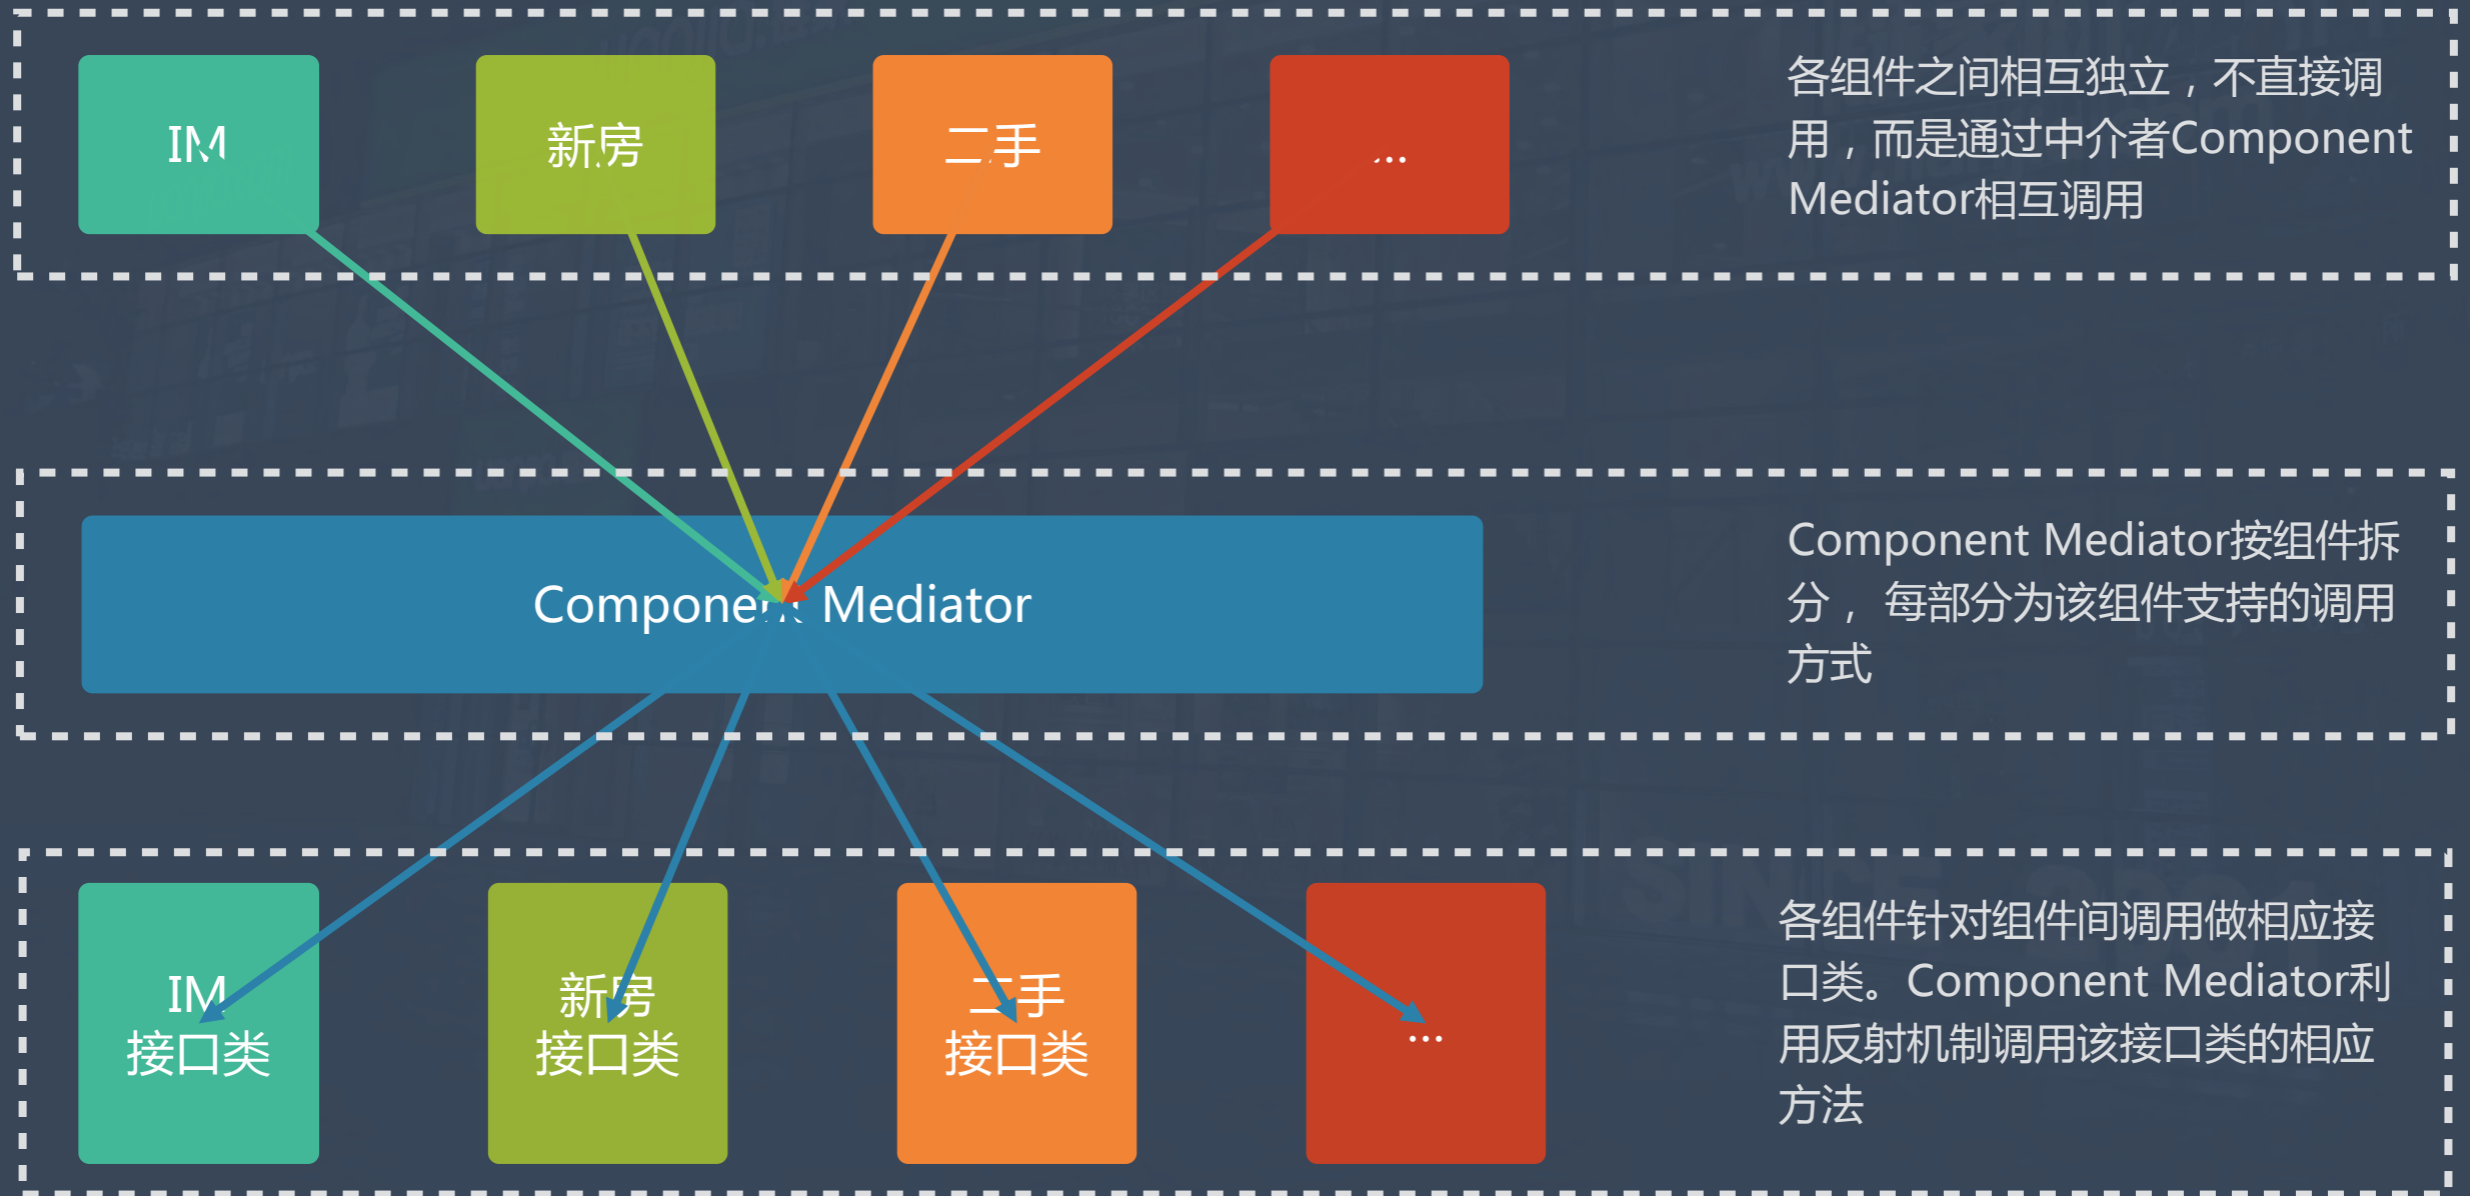 IM
新房
二手
...
各组件之间相互独立，不直接调
用，而是通过中介者Component
Mediator相互调用
Component Mediator
Component Mediator按组件拆
分， 每部分为该组件支持的调用
方式
IM
接口类
新房
接口类
二手
接口类
...
各组件针对组件间调用做相应接
口类。Component Mediator利
用反射机制调用该接口类的相应
方法